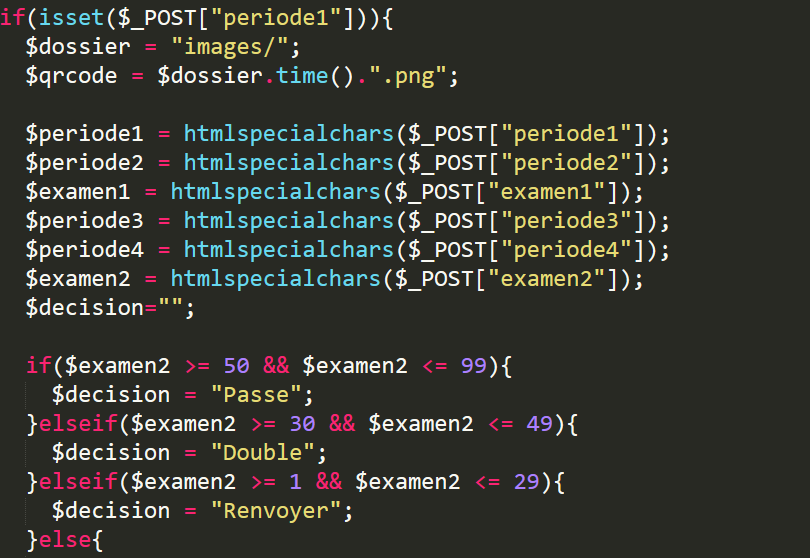 if(isset($_POST["periode1"])){
$dossier = "images/";
$qrcode = $dossier.time().".png";
$periode1 = htmlspecialchars($_POST["periode1"]);
$periode2 = htmlspecialchars($_POST["periode2"]);
$examen1 = htmlspecialchars($_POST["examen1"]);
$periode3 = htmlspecialchars($_POST["periode3"]);
$periode4 = htmlspecialchars($_POST["periode4"]);
$examen2 = htmlspecialchars($_POST["examen2"]);
$decision="";
if($examen2 >= 50 && $examen2 <= 99){
$decision = "Passe";
}elseif($examen2 >= 30 && $examen2 <= 49){
$decision = "Double";
}elseif($examen2 >= 1 && $examen2 <= 29){
$decision = "Renvoyer";
}else{